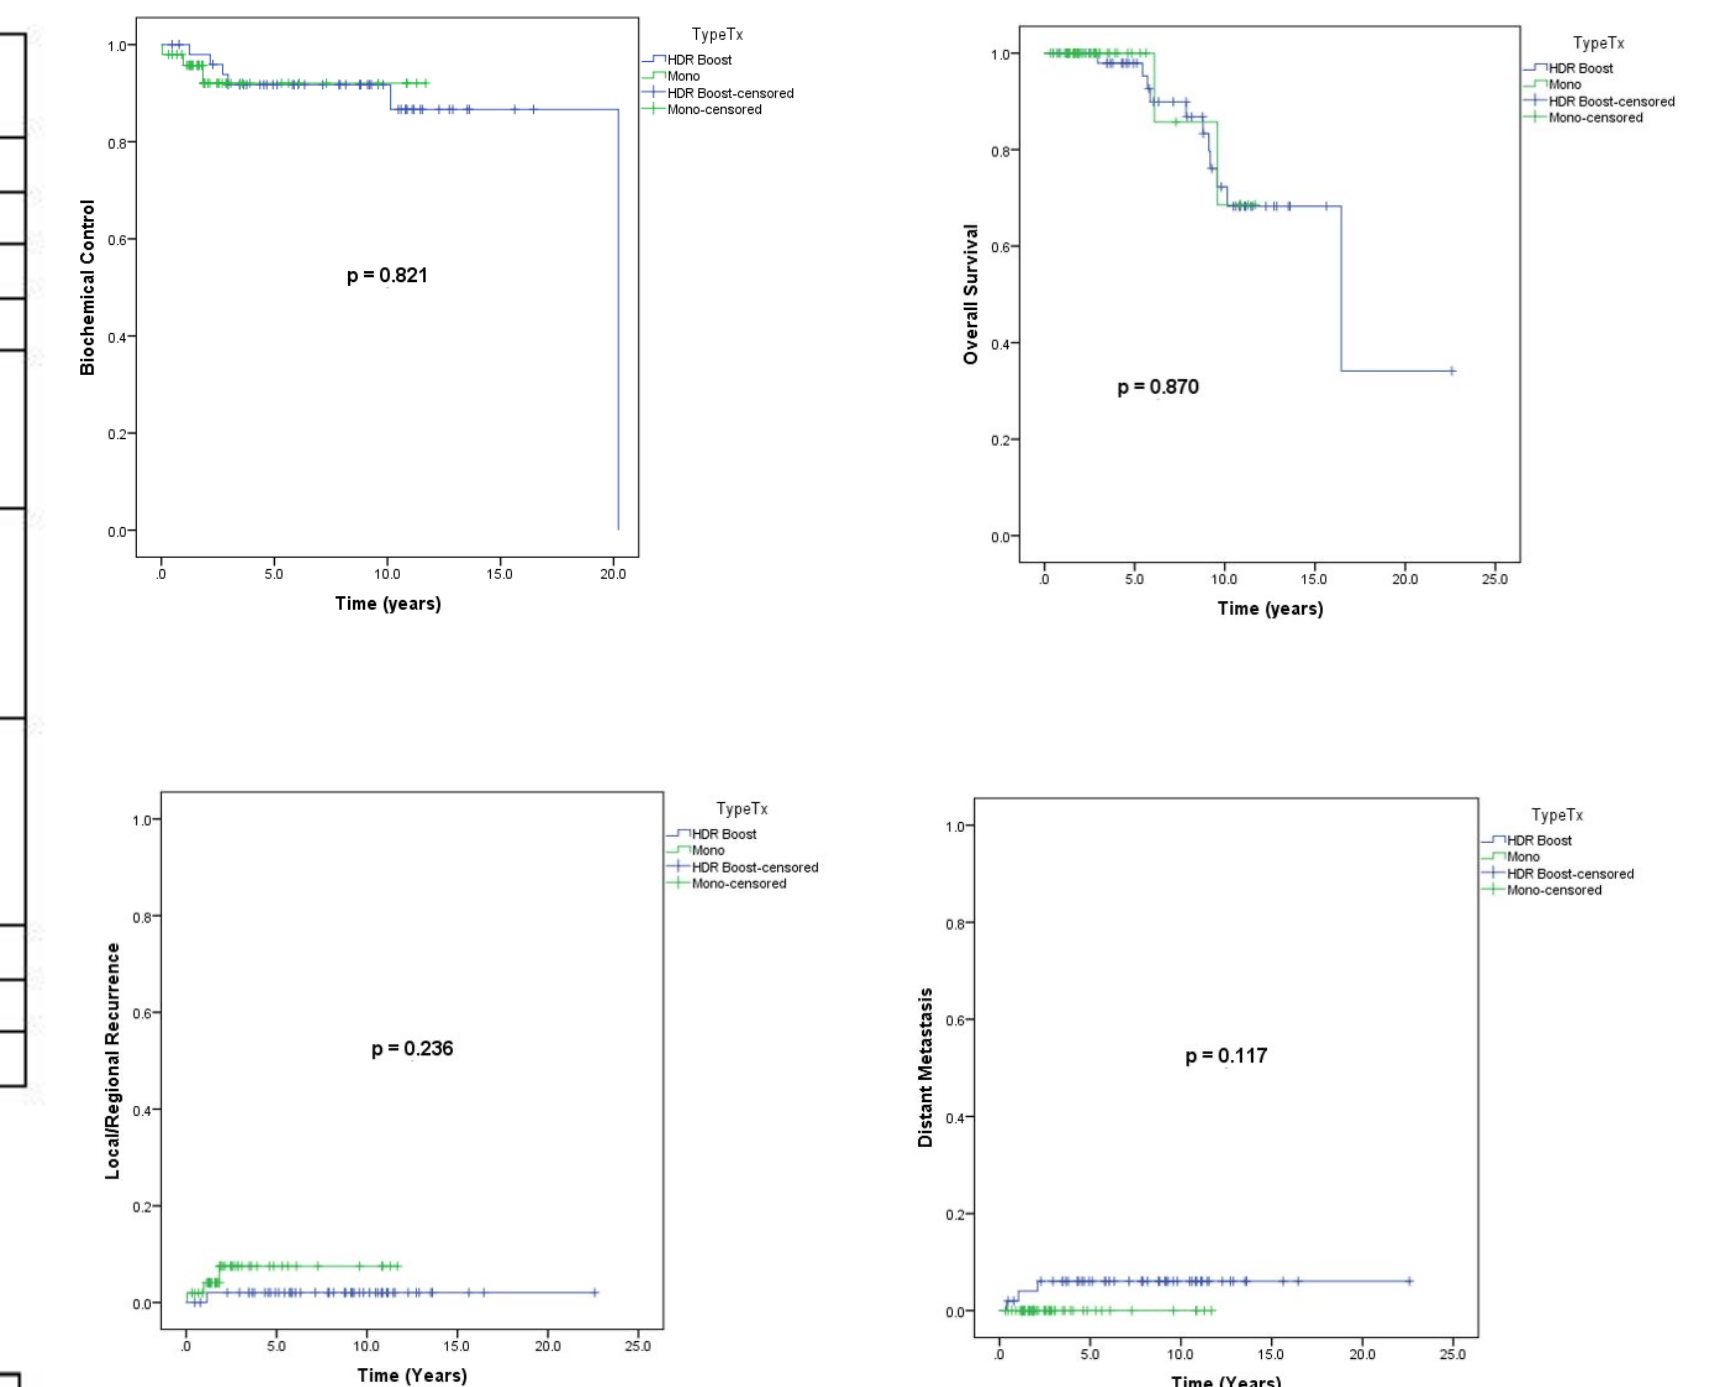 TypeTx
HDR Boost
Mono
HDR Boost-censored
Mono-censored
1.0
0.8
0.6
0.4
0.2
0.0
Biochemical Control
p = 0.821
.0 5.0 10.0 15.0 20.0
Time (years)
TypeTx
HDR Boost
Mono
HDR Boost-censored
Mono-censored
1.0
0.8
0.6
0.4
0.2
0.0
Overall Survival
p = 0.870
.0 5.0 10.0 15.0 20.0 25.0
Time (years)
TypeTx
HDR Boost
Mono
HDR Boost-censored
Mono-censored
1.0
0.8
0.6
0.4
0.2
0.0
Local/Regional Recurrence
p = 0.236
.0 5.0 10.0 15.0 20.0 25.0
Time (Years)
TypeTx
HDR Boost
Mono
HDR Boost-censored
Mono-censored
1.0
0.8
0.6
0.4
0.2
0.0
Distant Metastasis
p = 0.117
.0 5.0 10.0 15.0 20.0 25.0
Time (Years)